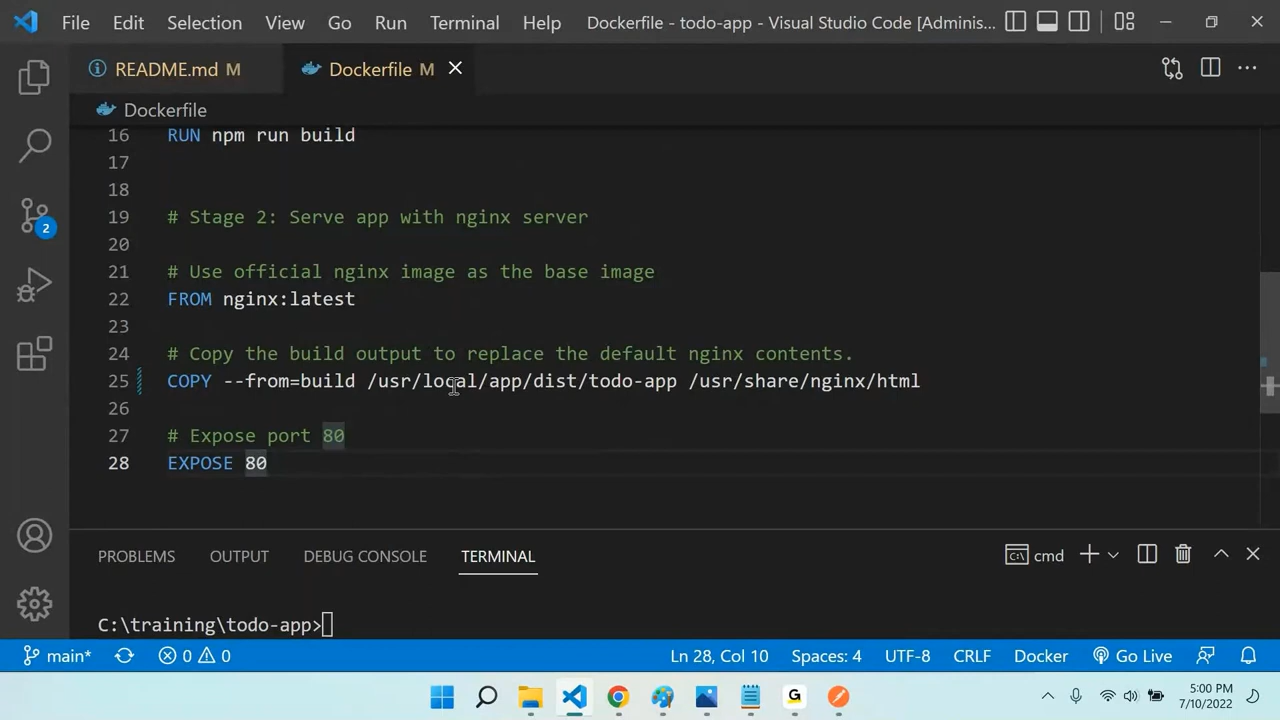 File Edit Selection View Go Run Terminal Help Dockerfile - todo-app - Visual Studio Code [Adminis...
README.md M Dockerfile M
Dockerfile
16 RUN npm run build
17
18
19 # Stage 2: Serve app with nginx server
20
21 # Use official nginx image as the base image
22 FROM nginx:latest
23
24 # Copy the build output to replace the default nginx contents.
25 COPY --from=build /usr/local/app/dist/todo-app /usr/share/nginx/html
26
27 # Expose port 80
28 EXPOSE 80
2
PROBLEMS OUTPUT DEBUG CONSOLE TERMINAL cmd
C:\training\todo-app>
main* 0 0 Ln 28, Col 10 Spaces: 4 UTF-8 CRLF Docker Go Live
G 5:00 PM
7/10/2022